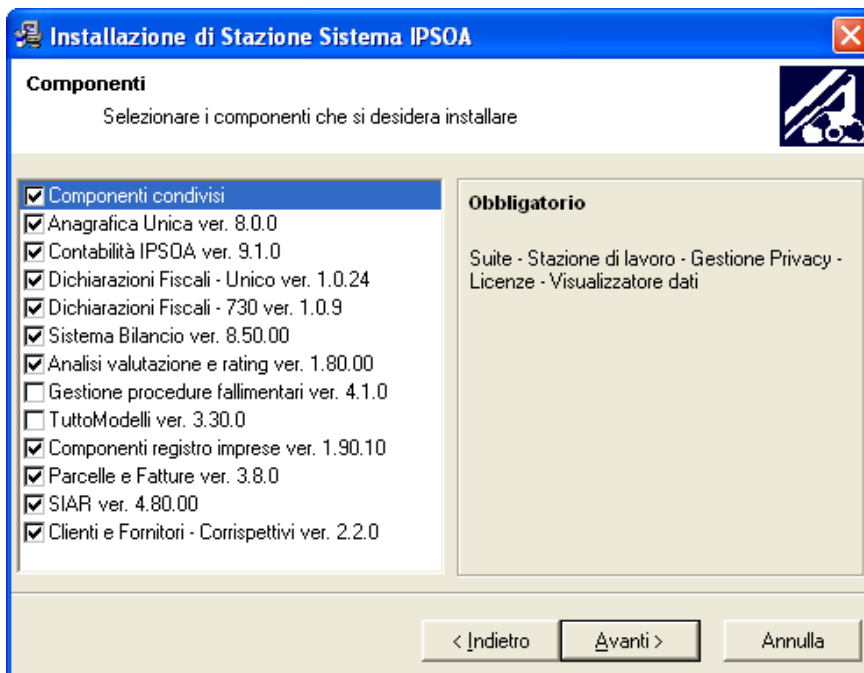 Installazione di Stazione Sistema IPSOA
Componenti
Selezionare i componenti che si desidera installare
Componenti condivisi
Anagrafica Unica ver. 8.0.0
Contabilità IPSOA ver. 9.1.0
Dichiarazioni Fiscali - Unico ver. 1.0.24
Dichiarazioni Fiscali - 730 ver. 1.0.9
Sistema Bilancio ver. 8.50.00
Analisi valutazione e rating ver. 1.80.00
Gestione procedure fallimentari ver. 4.1.0
TuttoModelli ver. 3.30.0
Componenti registro imprese ver. 1.90.10
Parcelle e Fatture ver. 3.8.0
SIAR ver. 4.80.00
Clienti e Fornitori - Corrispettivi ver. 2.2.0
Obbligatorio
Suite - Stazione di lavoro - Gestione Privacy -
Licenze - Visualizzatore dati
< Indietro
Avanti >
Annulla